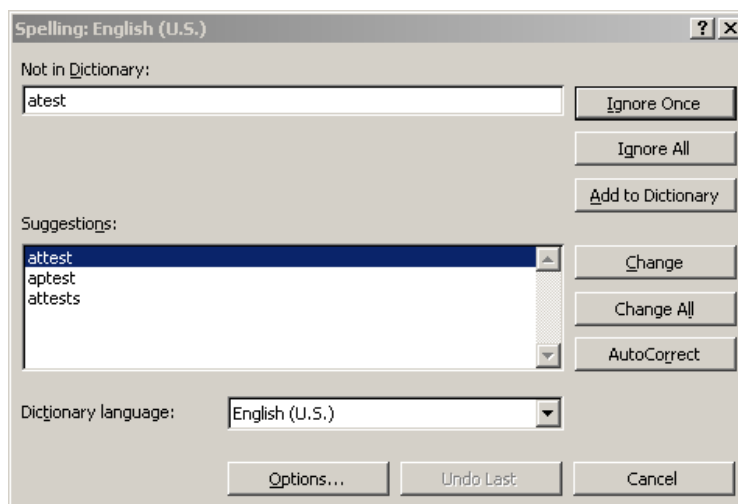 Spelling: English (U.S.)
Not in Dictionary:
atest
Ignore Once
Ignore All
Add to Dictionary
Suggestions:
attest
aptest
attests
Change
Change All
AutoCorrect
Dictionary language:
English (U.S.)
Options...
Undo Last
Cancel